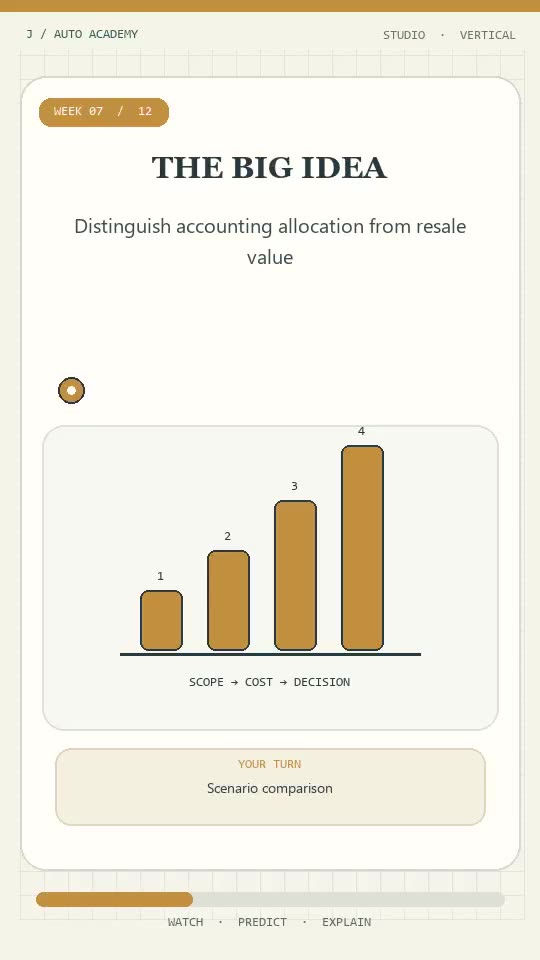 J / AUTO ACADEMY
STUDIO · VERTICAL
WEEK 07 / 12
THE BIG IDEA
Distinguish accounting allocation from resale
value
4
3
2
1
SCOPE → COST → DECISION
YOUR TURN
Scenario comparison
WATCH · PREDICT · EXPLAIN